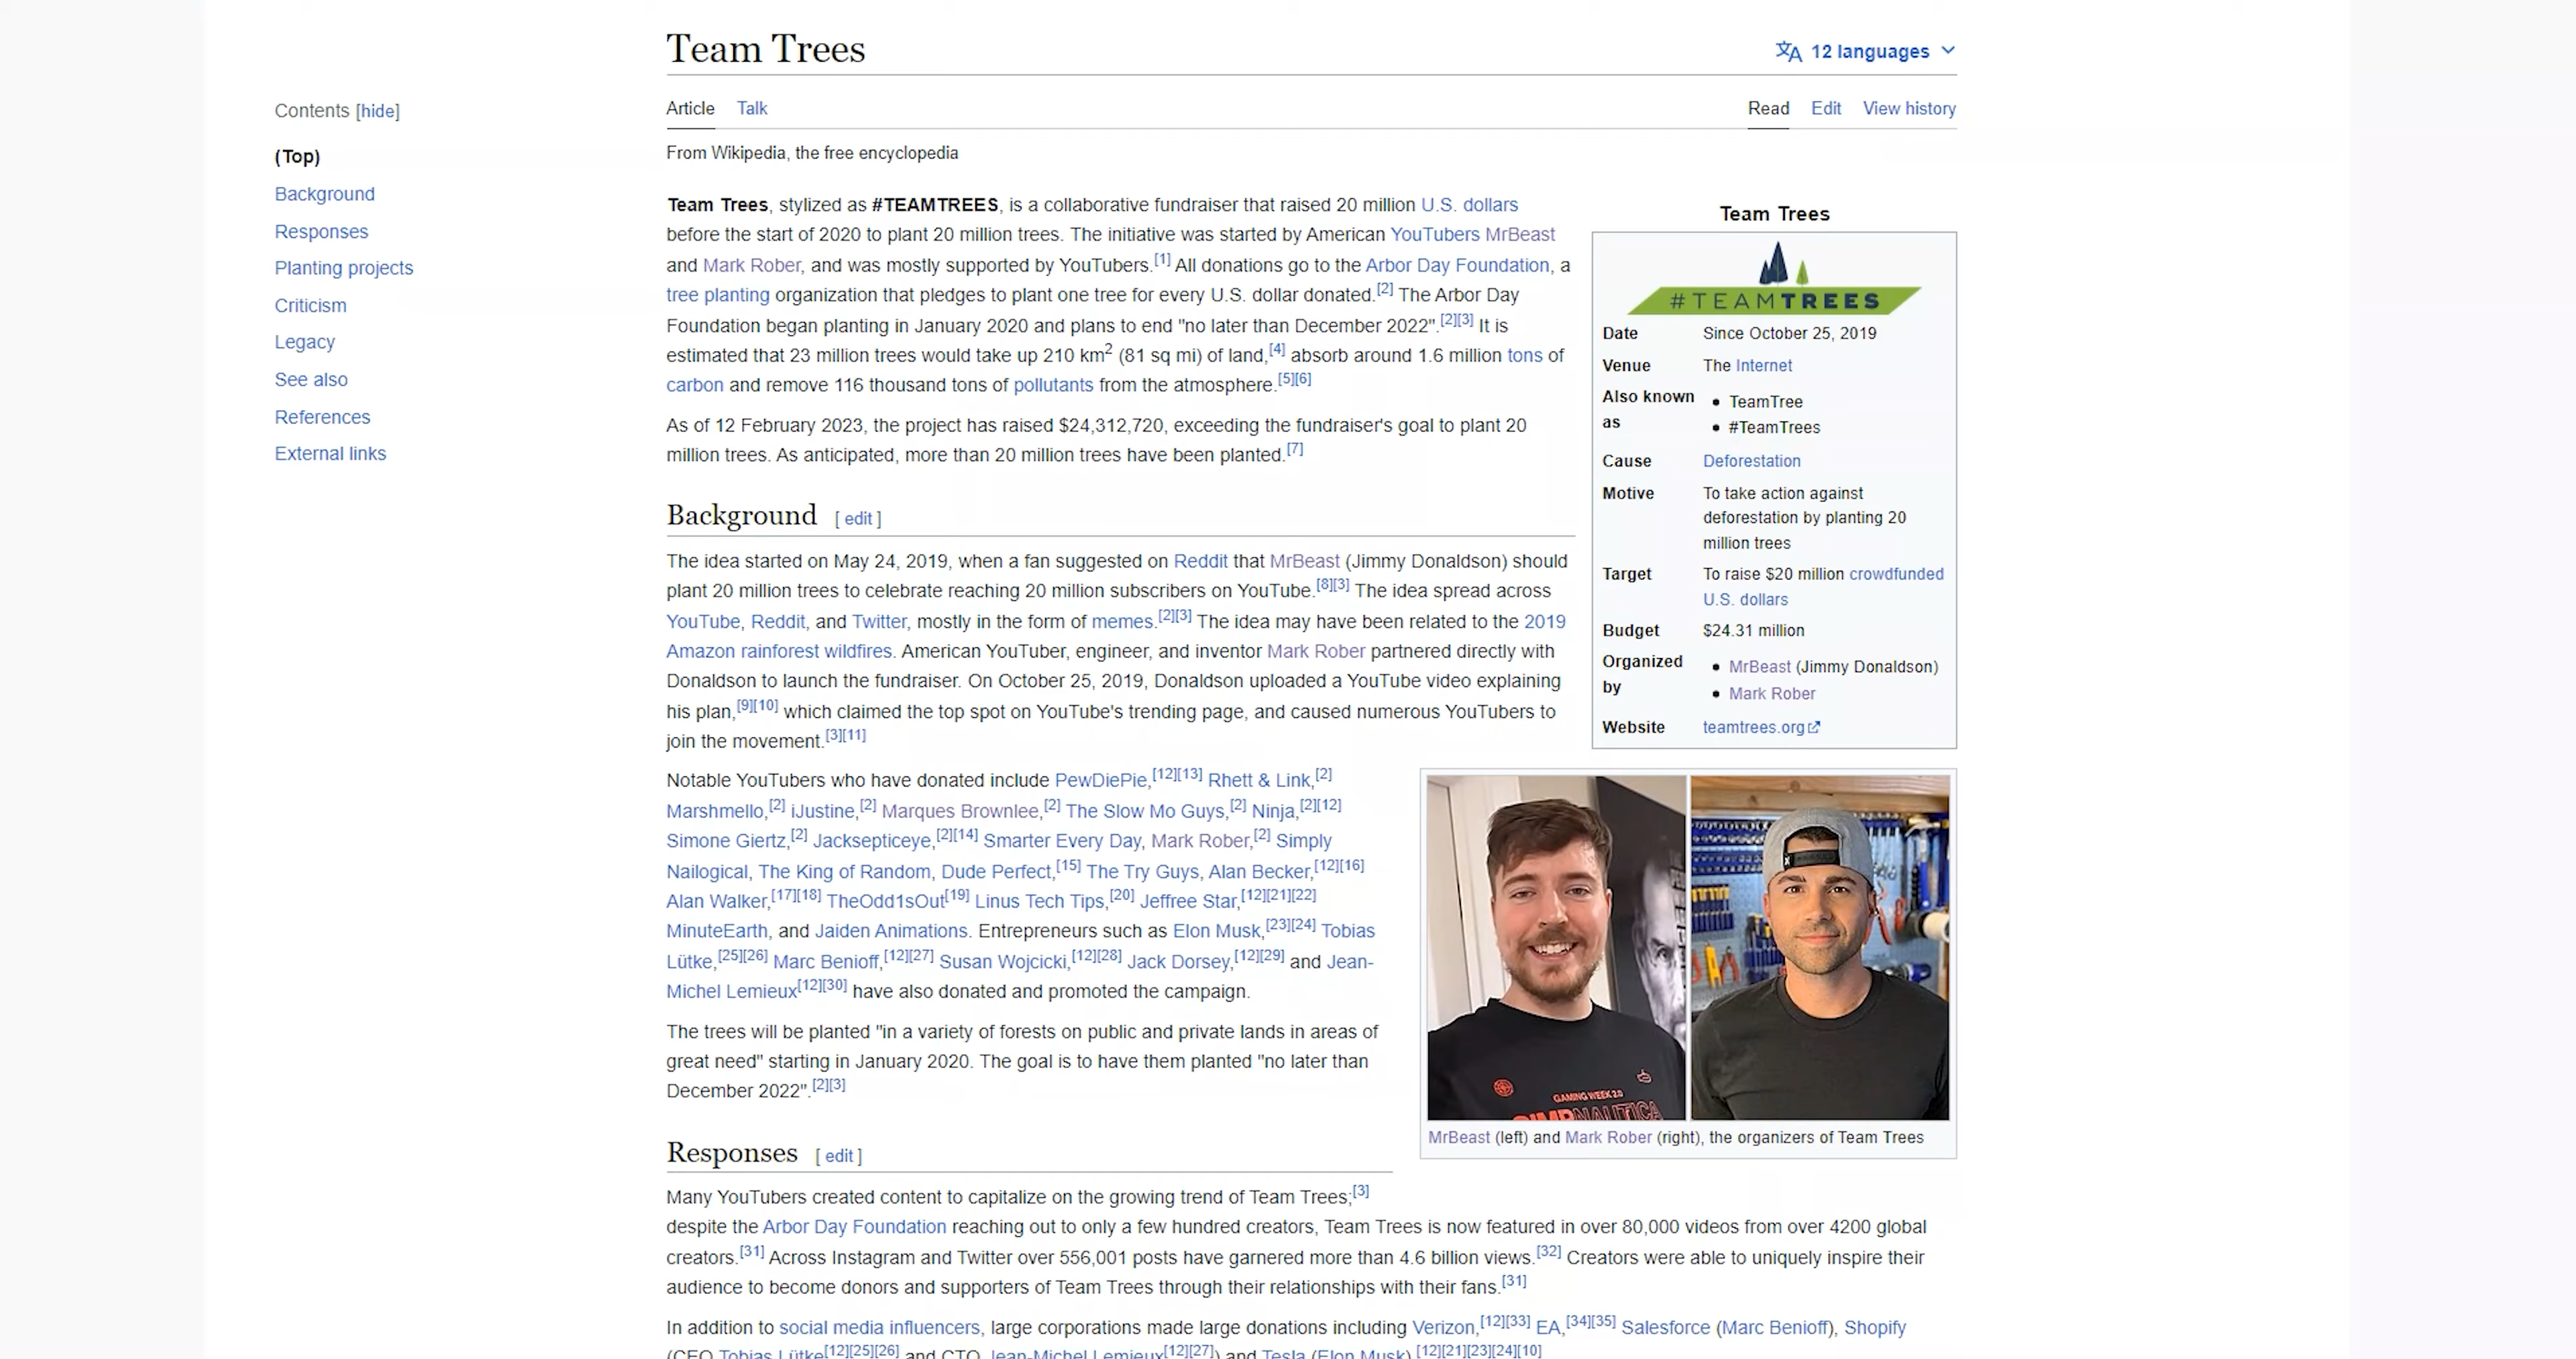 Team Trees
12 languages
Contents [hide]
(Top)
Background
Responses
Planting projects
Criticism
Legacy
See also
References
External links
Article Talk
Read Edit View history
From Wikipedia, the free encyclopedia
Team Trees, stylized as #TEAMTREES, is a collaborative fundraiser that raised 20 million U.S. dollars
before the start of 2020 to plant 20 million trees. The initiative was started by American YouTubers MrBeast
and Mark Rober, and was mostly supported by YouTubers.[1] All donations go to the Arbor Day Foundation, a
tree planting organization that pledges to plant one tree for every U.S. dollar donated.[2] The Arbor Day
Foundation began planting in January 2020 and plans to end "no later than December 2022".[2][3] It is
estimated that 23 million trees would take up 210 km2 (81 sq mi) of land,[4] absorb around 1.6 million tons of
carbon and remove 116 thousand tons of pollutants from the atmosphere.[5][6]
As of 12 February 2023, the project has raised $24,312,720, exceeding the fundraiser's goal to plant 20
million trees. As anticipated, more than 20 million trees have been planted.[7]
Team Trees
#TEAMTREES
Date Since October 25, 2019
Venue The Internet
Also known as
• TeamTree
• #TeamTrees
Cause Deforestation
Motive To take action against
deforestation by planting 20
million trees
Target To raise $20 million crowdfunded
U.S. dollars
Budget $24.31 million
Organized by
• MrBeast (Jimmy Donaldson)
• Mark Rober
Website teamtrees.org
Background [ edit ]
The idea started on May 24, 2019, when a fan suggested on Reddit that MrBeast (Jimmy Donaldson) should
plant 20 million trees to celebrate reaching 20 million subscribers on YouTube.[8][3] The idea spread across
YouTube, Reddit, and Twitter, mostly in the form of memes.[2][3] The idea may have been related to the 2019
Amazon rainforest wildfires. American YouTuber, engineer, and inventor Mark Rober partnered directly with
Donaldson to launch the fundraiser. On October 25, 2019, Donaldson uploaded a YouTube video explaining
his plan,[9][10] which claimed the top spot on YouTube's trending page, and caused numerous YouTubers to
join the movement.[3][11]
Notable YouTubers who have donated include PewDiePie,[12][13] Rhett & Link,[2]
Marshmello,[2] iJustine,[2] Marques Brownlee,[2] The Slow Mo Guys,[2] Ninja,[2][12]
Simone Giertz,[2] Jacksepticeye,[2][14] Smarter Every Day, Mark Rober,[2] Simply
Nailogical, The King of Random, Dude Perfect,[15] The Try Guys, Alan Becker,[12][16]
Alan Walker,[17][18] TheOdd1sOut[19] Linus Tech Tips,[20] Jeffree Star,[12][21][22]
MinuteEarth, and Jaiden Animations. Entrepreneurs such as Elon Musk,[23][24] Tobias
Lütke,[25][26] Marc Benioff,[12][27] Susan Wojcicki,[12][28] Jack Dorsey,[12][29] and Jean-
Michel Lemieux[12][30] have also donated and promoted the campaign.
The trees will be planted "in a variety of forests on public and private lands in areas of
great need" starting in January 2020. The goal is to have them planted "no later than
December 2022".[2][3]
GAMING WEEK 2.0
MrBeast (left) and Mark Rober (right), the organizers of Team Trees
Responses [ edit ]
Many YouTubers created content to capitalize on the growing trend of Team Trees;[3]
despite the Arbor Day Foundation reaching out to only a few hundred creators, Team Trees is now featured in over 80,000 videos from over 4200 global
creators.[31] Across Instagram and Twitter over 556,001 posts have garnered more than 4.6 billion views.[32] Creators were able to uniquely inspire their
audience to become donors and supporters of Team Trees through their relationships with their fans.[31]
In addition to social media influencers, large corporations made large donations including Verizon,[12][33] EA,[34][35] Salesforce (Marc Benioff), Shopify
(CEO Tobias Lütke[12][25][26] and CTO Jean-Michel Lemieux[12][27]) and Tesla (Elon Musk).[12][21][23][24][10]